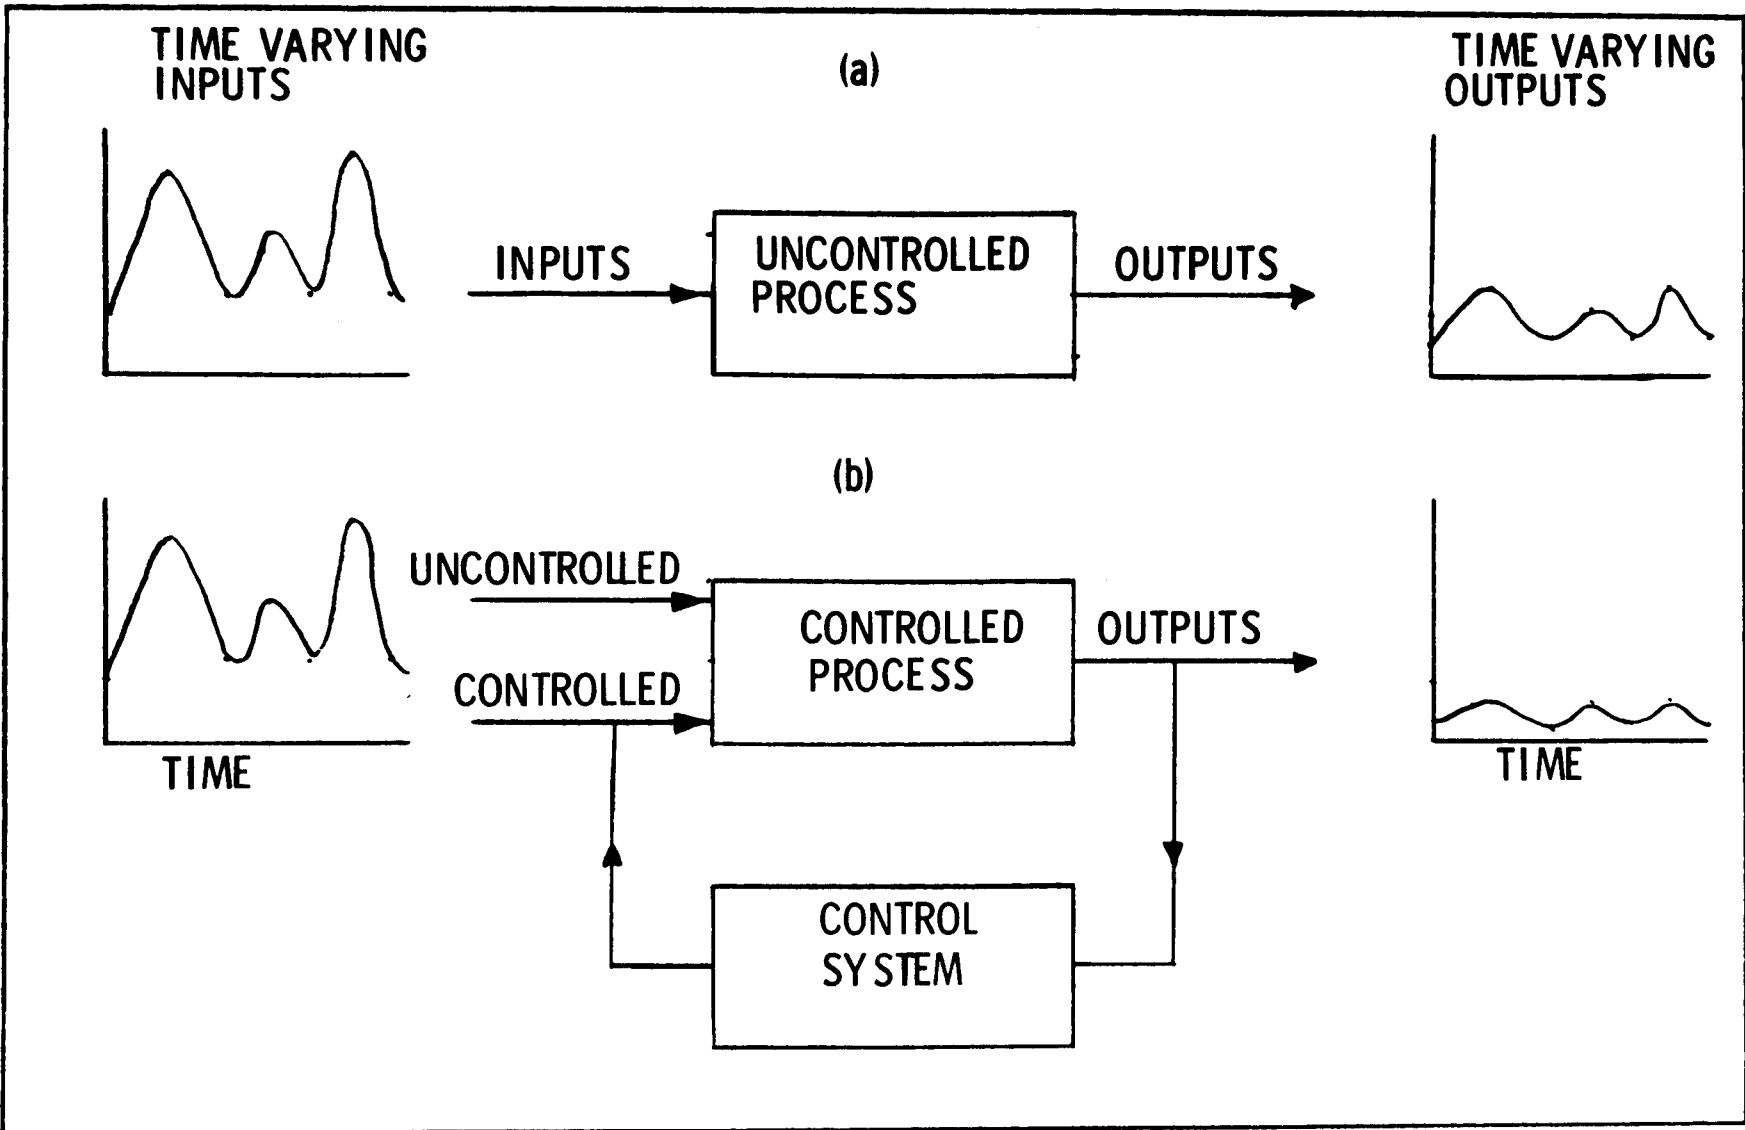 TIME VARYING
INPUTS
(a)
TIME VARYING
OUTPUTS
INPUTS
UNCONTROLLED
PROCESS
OUTPUTS
(b)
UNCONTROLLED
CONTROLLED
CONTROLLED
PROCESS
OUTPUTS
TIME
TIME
CONTROL
SYSTEM